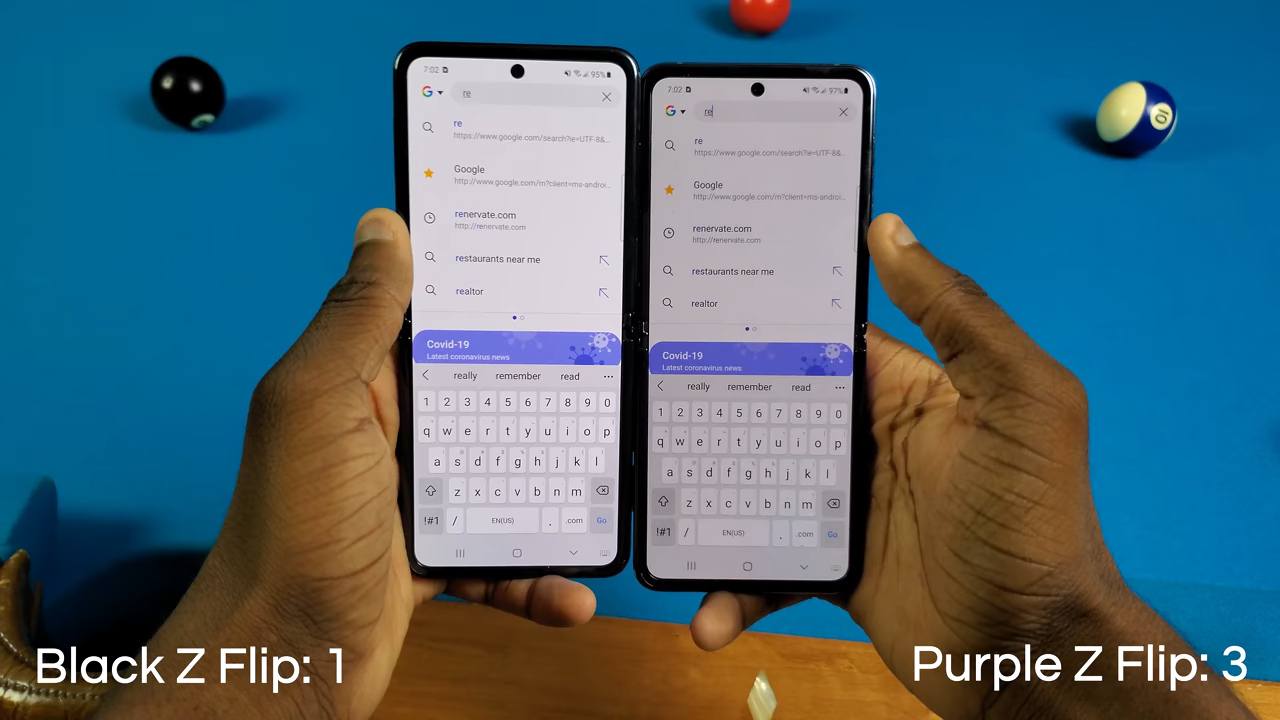 7:02
95%
re
re
https://www.google.com/search?ie=UTF-8&...
Google
http://www.google.com/m?client=ms-androi...
renervate.com
http://renervate.com
restaurants near me
realtor
Covid-19
Latest coronavirus news
really remember read ...
1 2 3 4 5 6 7 8 9 0
q w e r t y u i o p
a s d f g h j k l
z x c v b n m
!#1 / EN(US) . .com Go
7:02
97%
re
re
https://www.google.com/search?ie=UTF-8&..
Google
http://www.google.com/m?client=ms-androi...
renervate.com
http://renervate.com
restaurants near me
realtor
Covid-19
Latest coronavirus news
really remember read ...
1 2 3 4 5 6 7 8 9 0
q w e r t y u i o p
a s d f g h j k l
z x c v b n m
!#1 / EN(US) . .com Go
10
Black Z Flip: 1
Purple Z Flip: 3